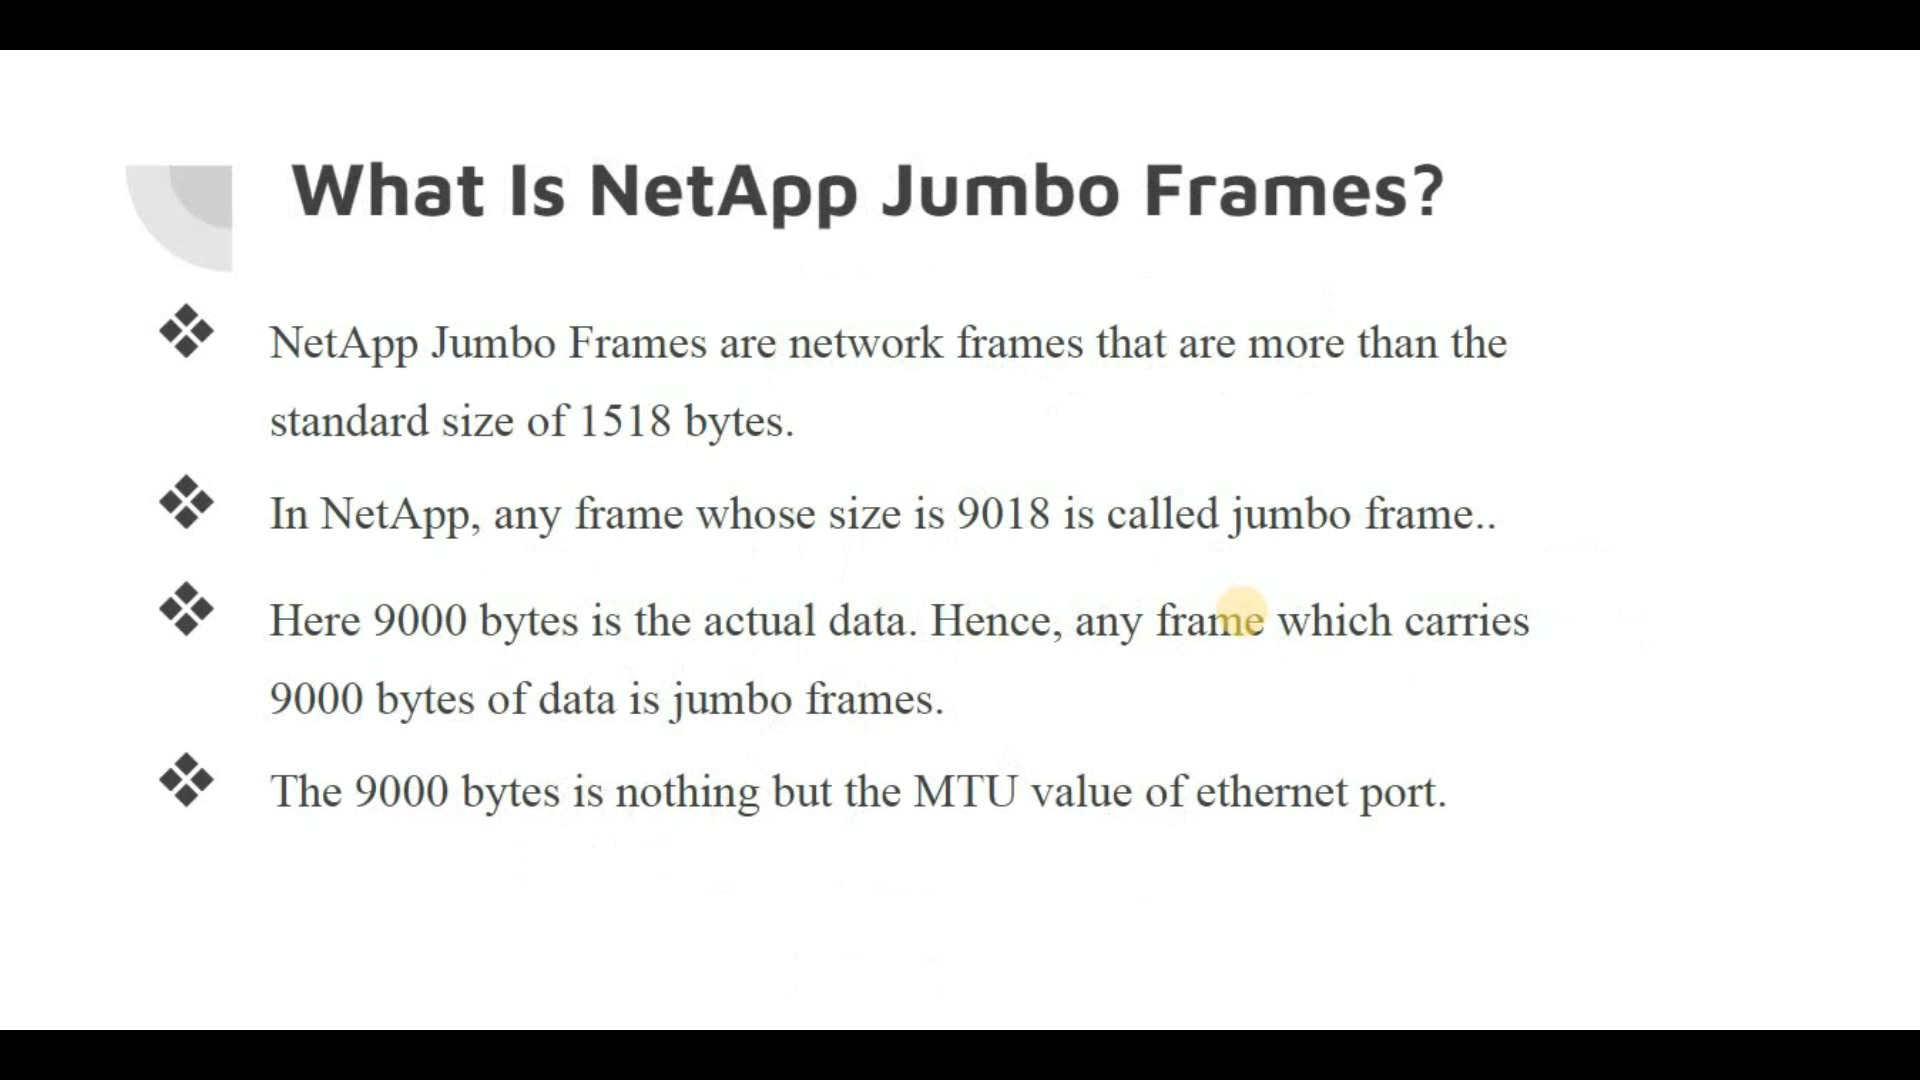 What Is NetApp Jumbo Frames?
NetApp Jumbo Frames are network frames that are more than the
standard size of 1518 bytes.
In NetApp, any frame whose size is 9018 is called jumbo frame..
Here 9000 bytes is the actual data. Hence, any frame which carries
9000 bytes of data is jumbo frames.
The 9000 bytes is nothing but the MTU value of ethernet port.